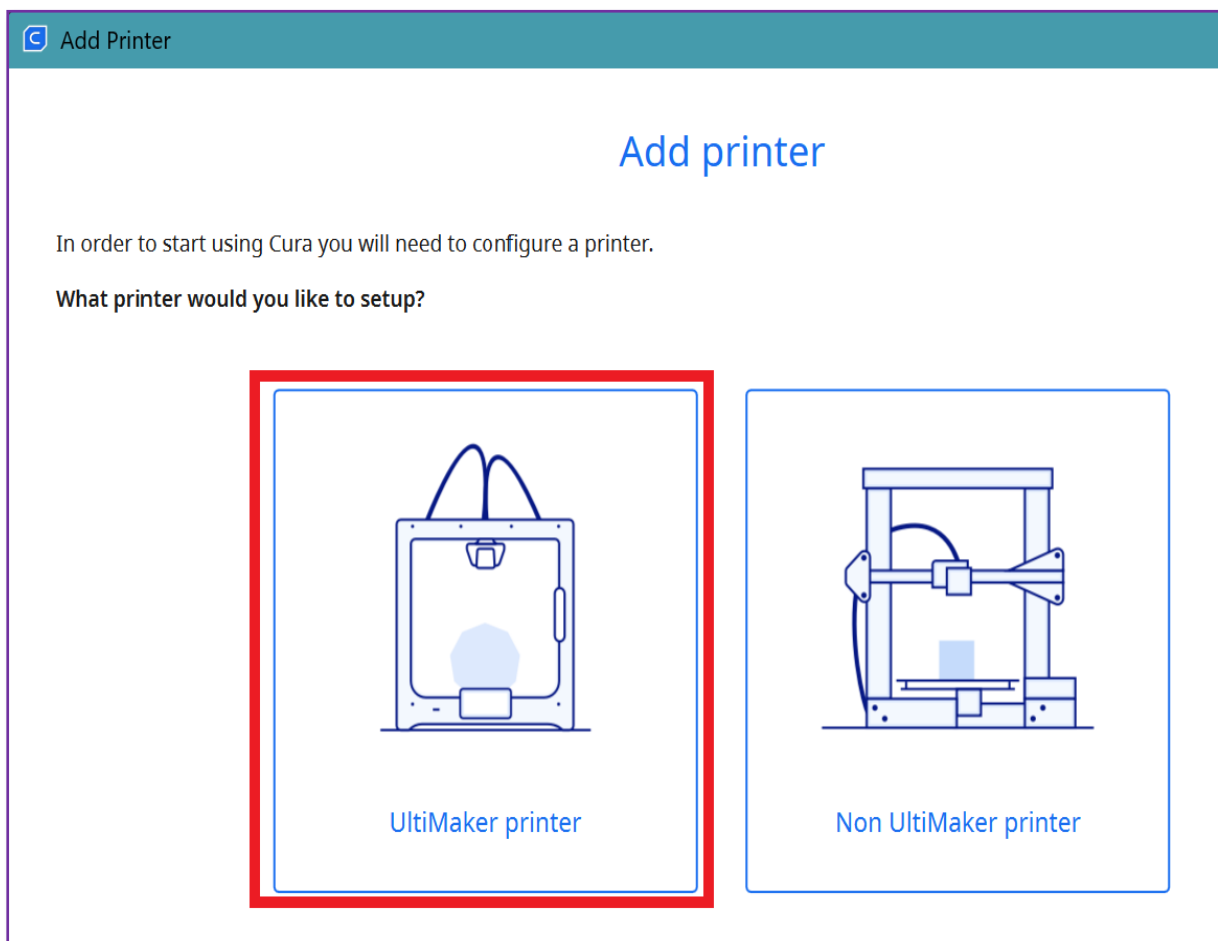 Add Printer
Add printer
In order to start using Cura you will need to configure a printer.
What printer would you like to setup?
UltiMaker printer
Non UltiMaker printer